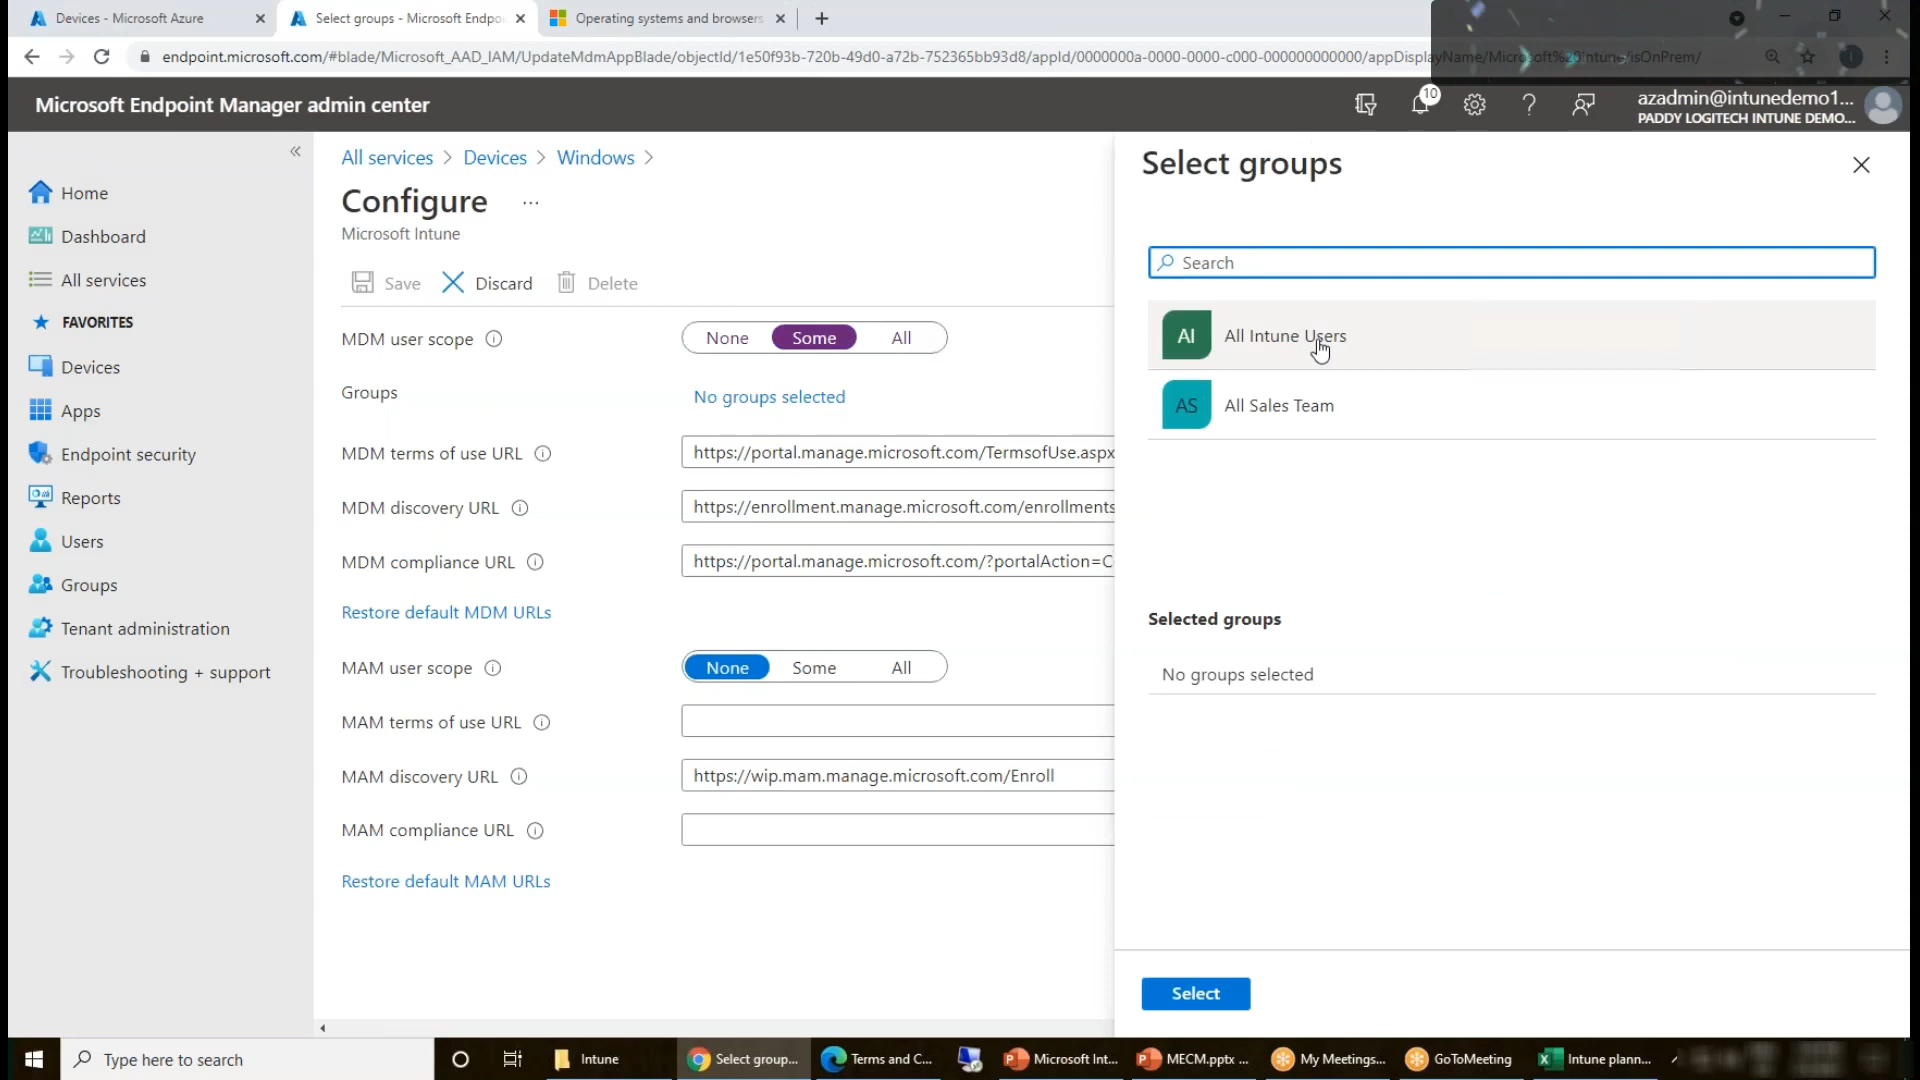 Devices - Microsoft Azure
Select groups - Microsoft Endpo
Operating systems and browsers
endpoint.microsoft.com/#blade/Microsoft_AAD_IAM/UpdateMdmAppBlade/objectId/1e50f93b-720b-49d0-a72b-752365bb93d8/appId/0000000a-0000-0000-c000-000000000000/appDisplayName/Microsoft%20Intune/isOnPrem/
Microsoft Endpoint Manager admin center
10
azadmin@intunedemo1...
PADDY LOGITECH INTUNE DEMO...
Home
Dashboard
All services
FAVORITES
Devices
Apps
Endpoint security
Reports
Users
Groups
Tenant administration
Troubleshooting + support
All services > Devices > Windows >
Configure ...
Microsoft Intune
Save Discard Delete
MDM user scope None Some All
Groups No groups selected
MDM terms of use URL https://portal.manage.microsoft.com/TermsofUse.aspx
MDM discovery URL https://enrollment.manage.microsoft.com/enrollments
MDM compliance URL https://portal.manage.microsoft.com/?portalAction=C
Restore default MDM URLs
MAM user scope None Some All
MAM terms of use URL
MAM discovery URL https://wip.mam.manage.microsoft.com/Enroll
MAM compliance URL
Restore default MAM URLs
Select groups
Search
AI All Intune Users
AS All Sales Team
Selected groups
No groups selected
Select
Type here to search
Intune
Select group...
Terms and C...
Microsoft Int...
MECM.pptx ...
My Meetings...
GoToMeeting
Intune plann...